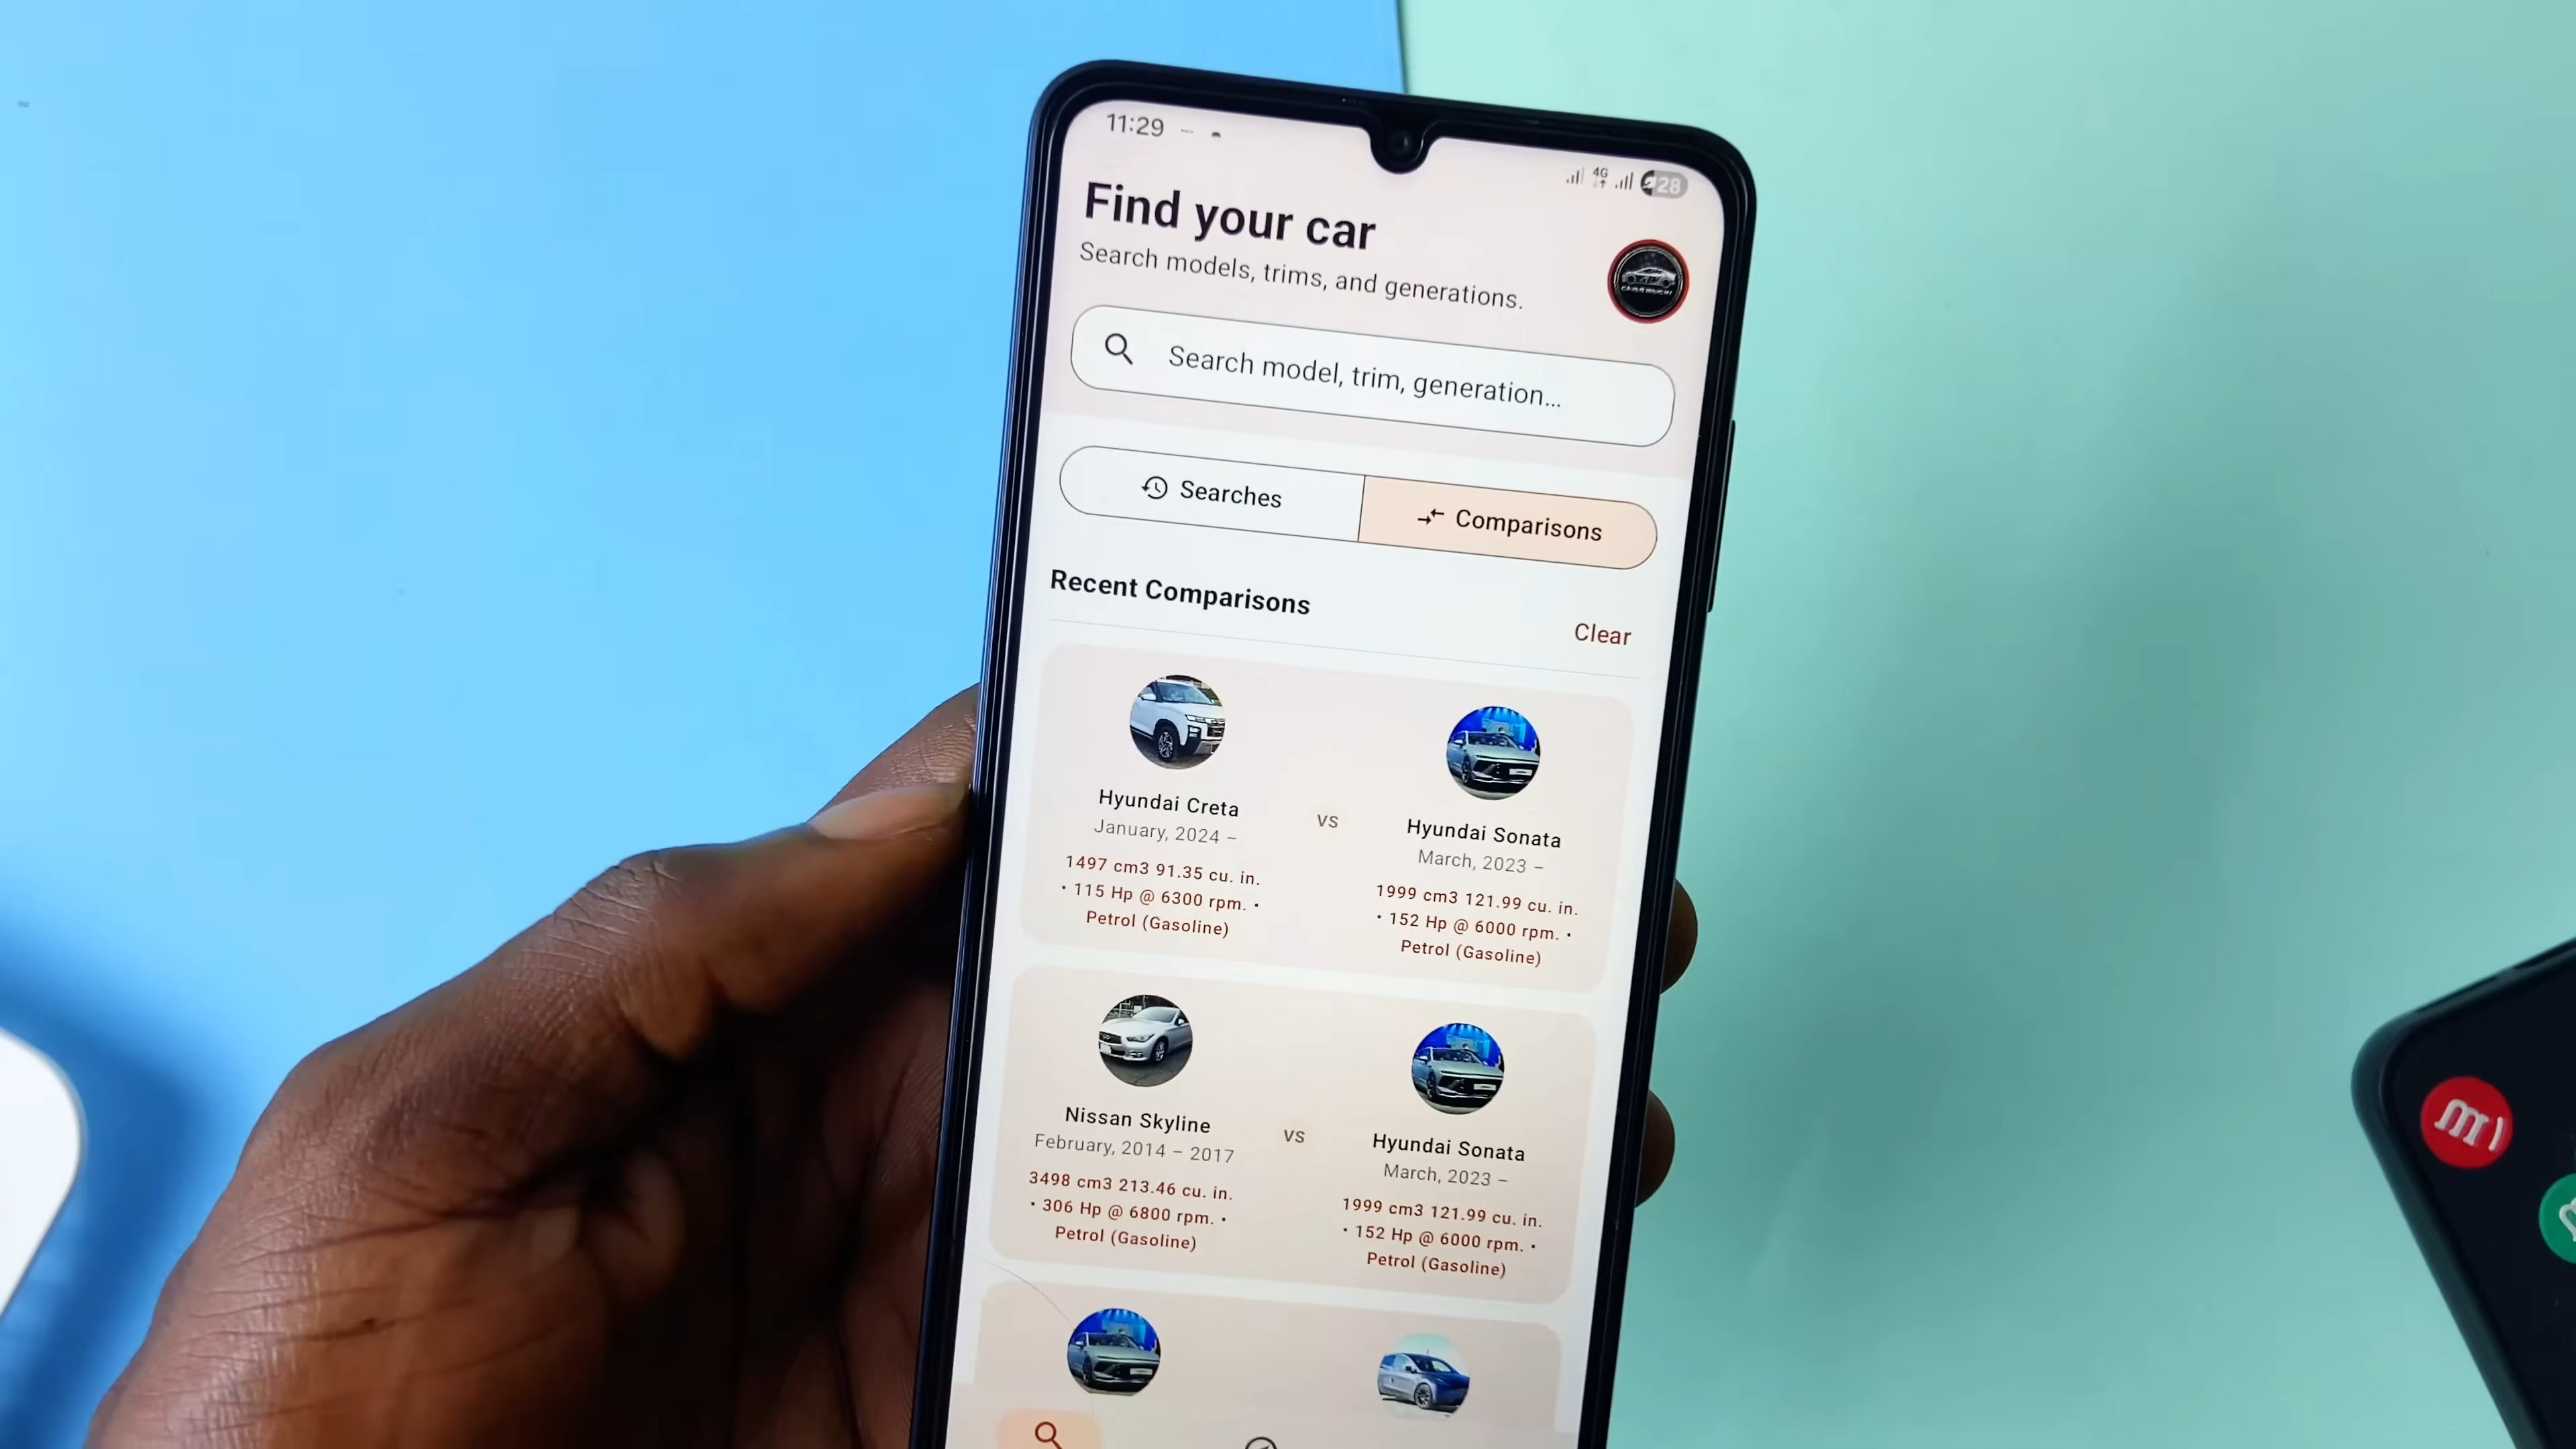 11:29
4G
28
Find your car
Search models, trims, and generations.
Search model, trim, generation...
Searches
Comparisons
Recent Comparisons
Clear
Hyundai Creta
January, 2024 –
1497 cm3 91.35 cu. in.
• 115 Hp @ 6300 rpm. •
Petrol (Gasoline)
vs
Hyundai Sonata
March, 2023 –
1999 cm3 121.99 cu. in.
• 152 Hp @ 6000 rpm. •
Petrol (Gasoline)
Nissan Skyline
February, 2014 – 2017
3498 cm3 213.46 cu. in.
• 306 Hp @ 6800 rpm. •
Petrol (Gasoline)
vs
Hyundai Sonata
March, 2023 –
1999 cm3 121.99 cu. in.
• 152 Hp @ 6000 rpm. •
Petrol (Gasoline)